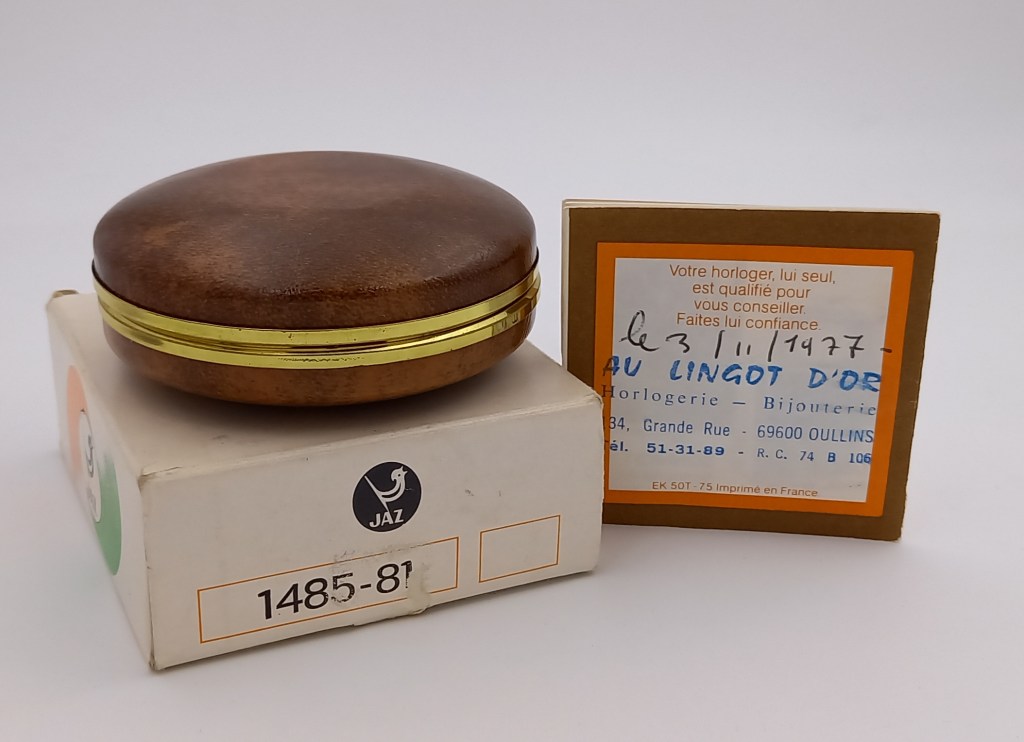 JAZ
1485-81
Votre horloger, lui seul,
est qualifié pour
vous conseiller.
Faites lui confiance.
le 3/11/1977-
AU LINGOT D'OR
Horlogerie – Bijouterie
134, Grande Rue - 69600 OULLINS
Tél. 51-31-89 - R. C. 74 B 106
EK 50T-75 Imprimé en France